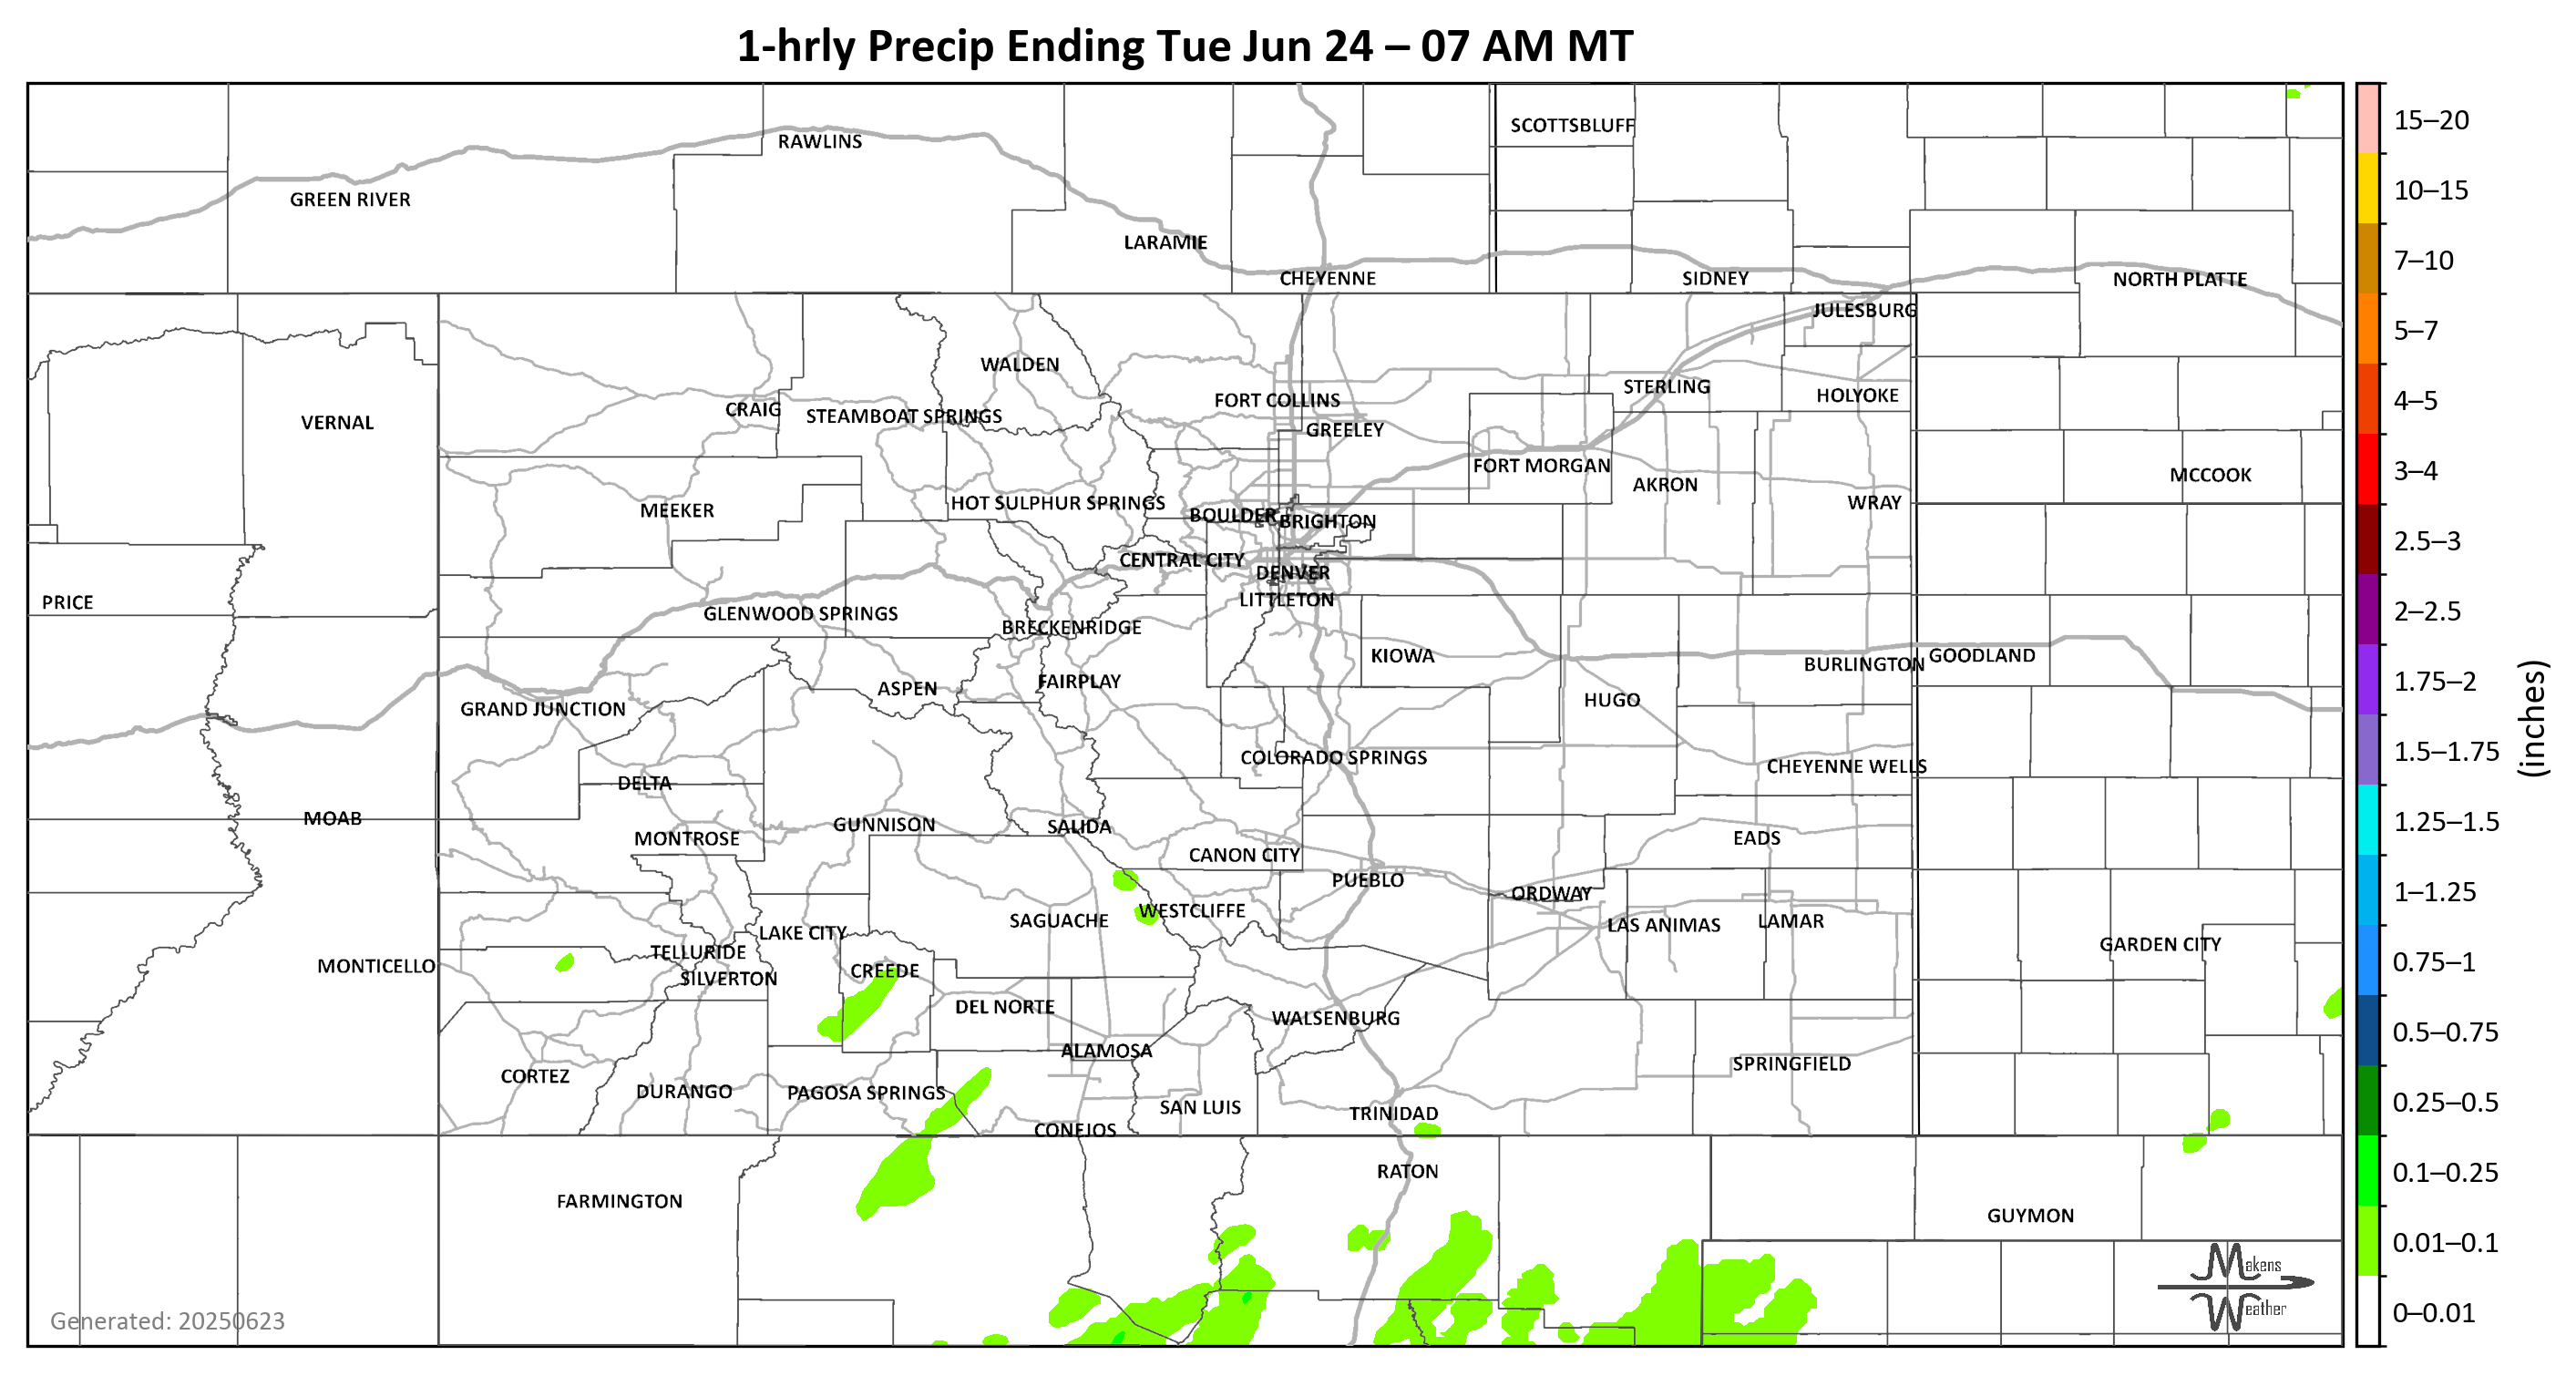 1-hrly Precip Ending Tue Jun 24 – 07 AM MT
SCOTTSBLUFF
15–20
RAWLINS
10–15
GREEN RIVER
LARAMIE
7–10
CHEYENNE
SIDNEY
NORTH PLATTE
JULESBURG
5–7
WALDEN
STERLING
HOLYOKE
4–5
FORT COLLINS
CRAIG
STEAMBOAT SPRINGS
VERNAL
GREELEY
FORT MORGAN
3–4
MCCOOK
AKRON
HOT SULPHUR SPRINGS
WRAY
MEEKER
BOULDER
BRIGHTON
2.5–3
CENTRAL CITY
DENVER
PRICE
LITTLETON
2–2.5
GLENWOOD SPRINGS
BRECKENRIDGE
KIOWA
GOODLAND
BURLINGTON
FAIRPLAY
1.75–2
ASPEN
HUGO
GRAND JUNCTION
(inches)
1.5–1.75
COLORADO SPRINGS
CHEYENNE WELLS
DELTA
MOAB
1.25–1.5
GUNNISON
SALIDA
MONTROSE
EADS
CANON CITY
PUEBLO
1–1.25
ORDWAY
WESTCLIFFE
SAGUACHE
LAS ANIMAS
LAMAR
LAKE CITY
GARDEN CITY
TELLURIDE
0.75–1
MONTICELLO
CREEDE
SILVERTON
DEL NORTE
WALSENBURG
0.5–0.75
ALAMOSA
SPRINGFIELD
CORTEZ
DURANGO
PAGOSA SPRINGS
0.25–0.5
SAN LUIS
TRINIDAD
CONEJOS
RATON
0.1–0.25
FARMINGTON
GUYMON
0.01–0.1
Makens
Weather
0–0.01
Generated: 20250623